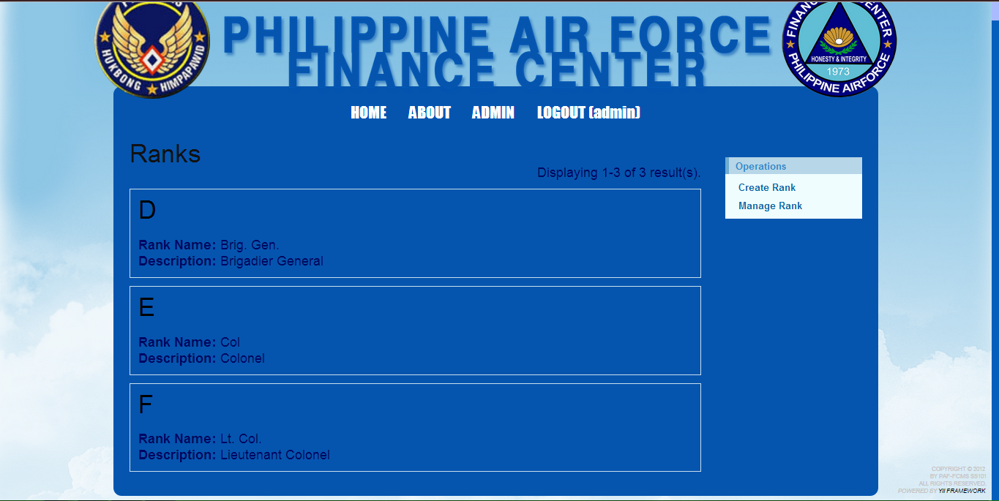 PHILIPPINE AIR FORCE
FINANCE CENTER
HUKBONG HIMPAPAWID
HONESTY & INTEGRITY
1973
PHILIPPINE AIRFORCE
HOME ABOUT ADMIN LOGOUT (admin)
Ranks
Displaying 1-3 of 3 result(s).
D
Rank Name: Brig. Gen.
Description: Brigadier General
E
Rank Name: Col
Description: Colonel
F
Rank Name: Lt. Col.
Description: Lieutenant Colonel
Operations
Create Rank
Manage Rank
COPYRIGHT © 2012
BY PAF-FCMS SS101
ALL RIGHTS RESERVED.
POWERED BY YII FRAMEWORK